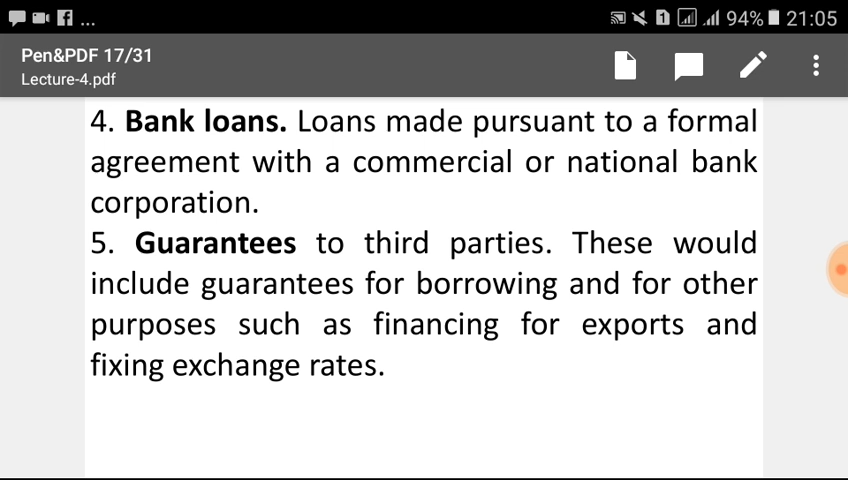 ... 94% 21:05
Pen&PDF 17/31
Lecture-4.pdf
4. Bank loans. Loans made pursuant to a formal
agreement with a commercial or national bank
corporation.
5. Guarantees to third parties. These would
include guarantees for borrowing and for other
purposes such as financing for exports and
fixing exchange rates.